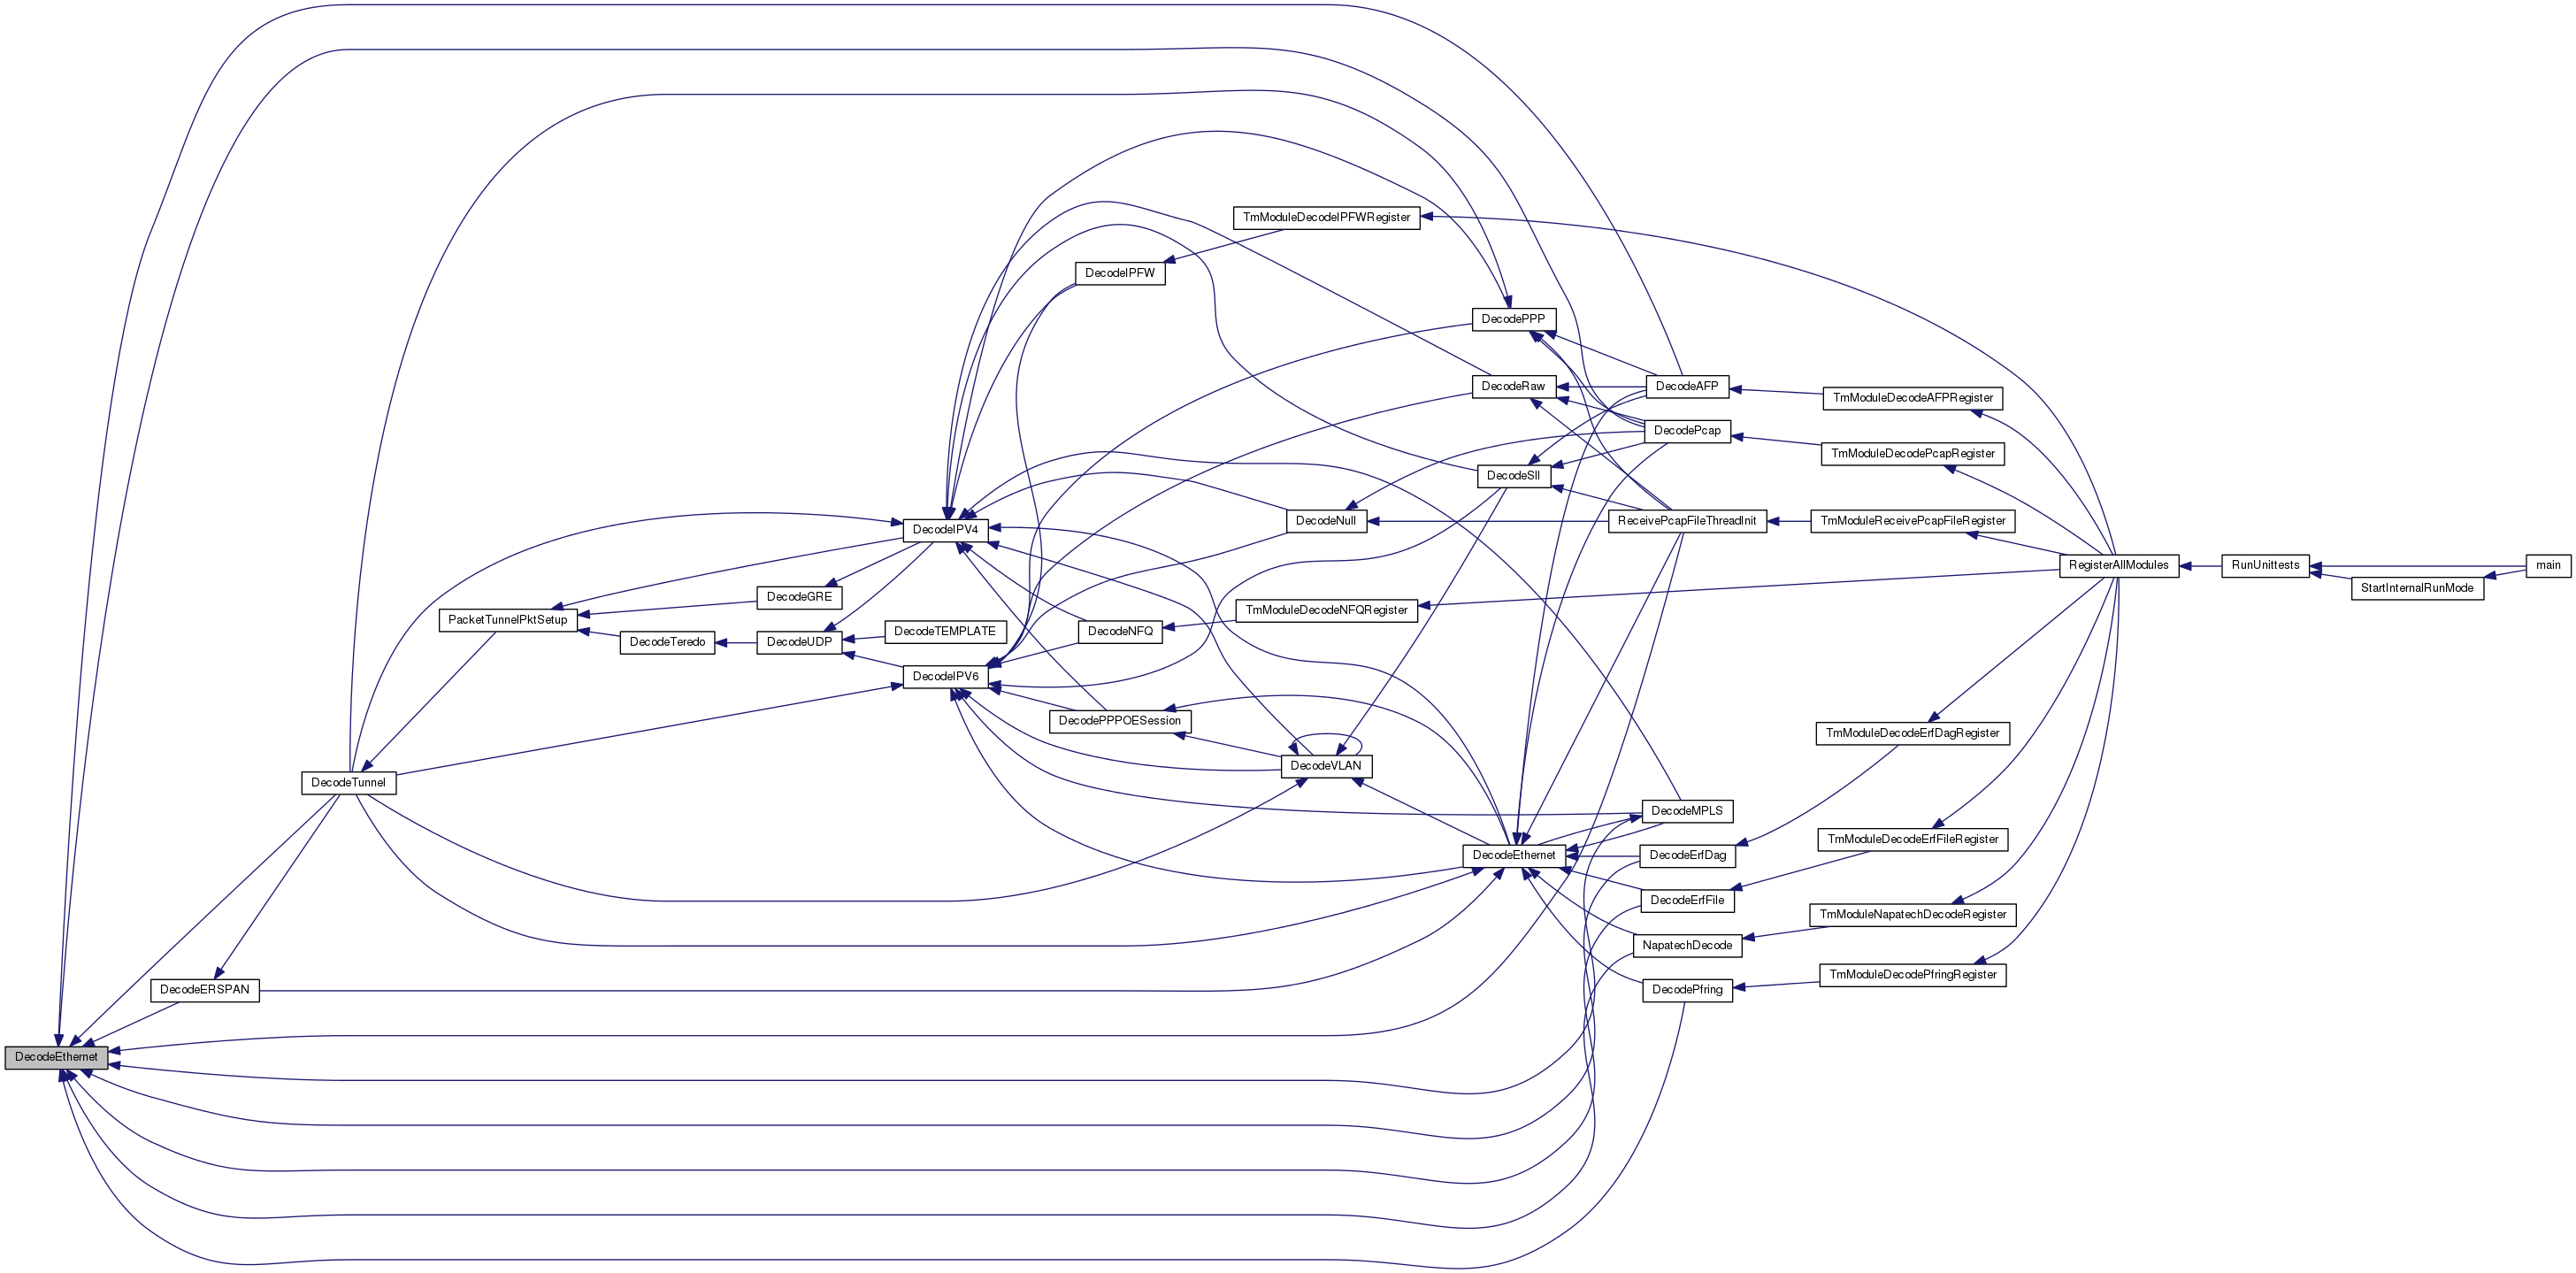 TmModuleDecodeIPFWRegister
DecodeIPFW
DecodePPP
DecodeRaw
DecodeAFP
TmModuleDecodeAFPRegister
DecodePcap
TmModuleDecodePcapRegister
DecodeSll
DecodeIPV4
DecodeNull
ReceivePcapFileThreadInit
TmModuleReceivePcapFileRegister
RegisterAllModules
RunUnittests
main
StartInternalRunMode
DecodeGRE
TmModuleDecodeNFQRegister
PacketTunnelPktSetup
DecodeTEMPLATE
DecodeNFQ
DecodeTeredo
DecodeUDP
DecodeIPV6
DecodePPPOESession
TmModuleDecodeErfDagRegister
DecodeVLAN
DecodeTunnel
DecodeMPLS
TmModuleDecodeErfFileRegister
DecodeEthernet
DecodeErfDag
DecodeErfFile
TmModuleNapatechDecodeRegister
NapatechDecode
TmModuleDecodePfringRegister
DecodeERSPAN
DecodePfring
DecodeEthernet